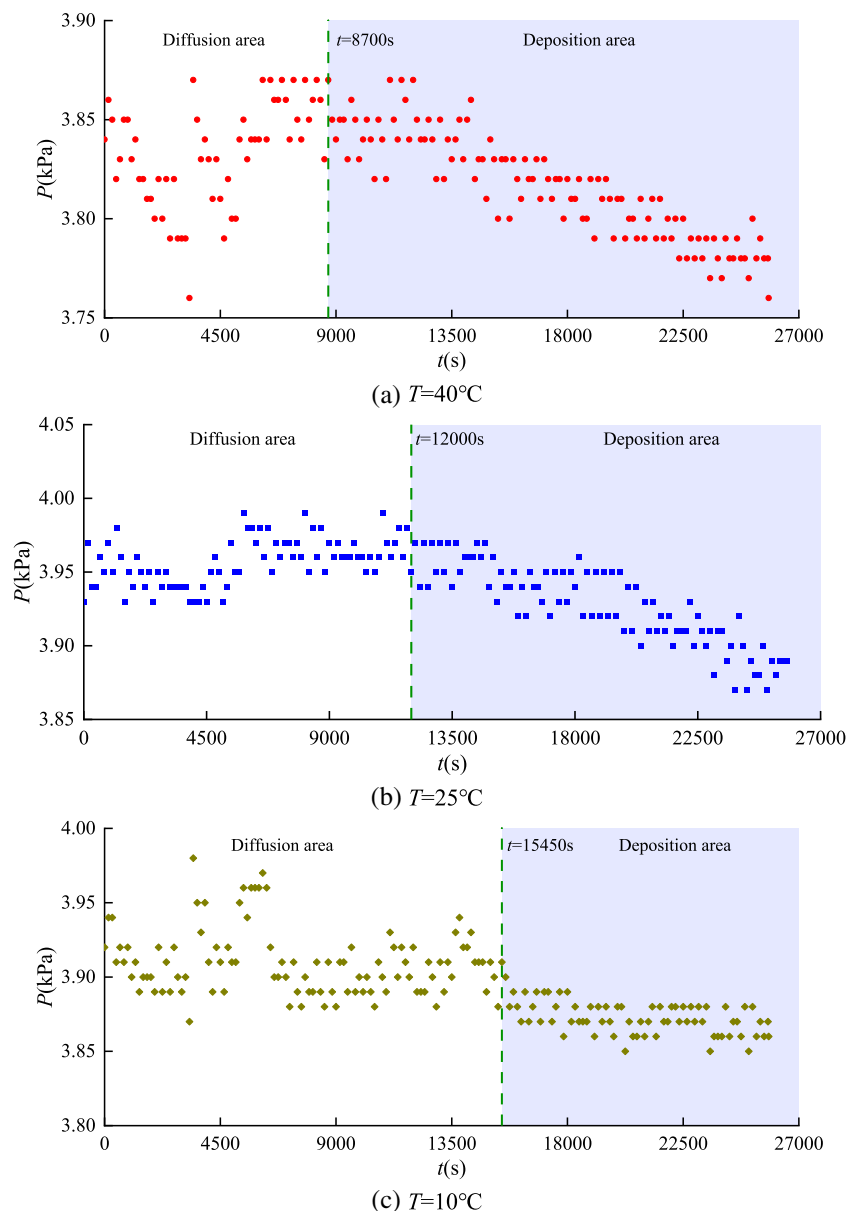 3.90
Diffusion area
t=8700s
Deposition area
3.85
P(kPa)
3.80
3.75
0
4500
9000
13500
18000
22500
27000
t(s)
(a) T=40℃
4.05
Diffusion area
t=12000s
Deposition area
4.00
P(kPa)
3.95
3.90
3.85
0
4500
9000
13500
18000
22500
27000
t(s)
(b) T=25℃
4.00
Diffusion area
t=15450s
Deposition area
3.95
P(kPa)
3.90
3.85
3.80
0
4500
9000
13500
18000
22500
27000
t(s)
(c) T=10℃